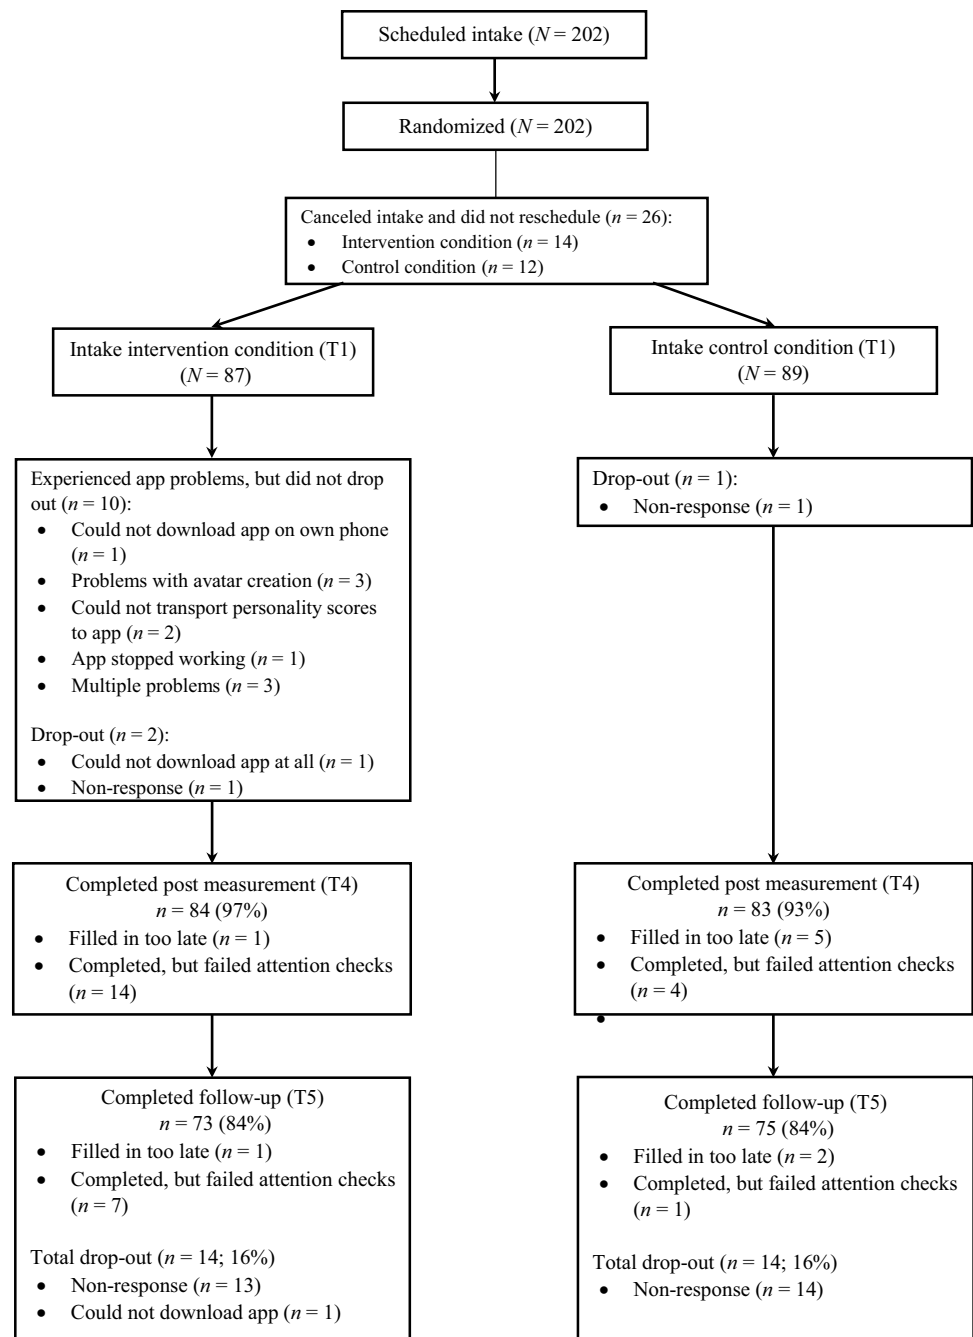 Scheduled intake (N = 202)
Randomized (N = 202)
Canceled intake and did not reschedule (n = 26):
• Intervention condition (n = 14)
• Control condition (n = 12)
Intake intervention condition (T1)
(N = 87)
Intake control condition (T1)
(N = 89)
Experienced app problems, but did not drop
out (n = 10):
• Could not download app on own phone
(n = 1)
• Problems with avatar creation (n = 3)
• Could not transport personality scores
to app (n = 2)
• App stopped working (n = 1)
• Multiple problems (n = 3)
Drop-out (n = 2):
• Could not download app at all (n = 1)
• Non-response (n = 1)
Drop-out (n = 1):
• Non-response (n = 1)
Completed post measurement (T4)
n = 84 (97%)
• Filled in too late (n = 1)
• Completed, but failed attention checks
(n = 14)
Completed post measurement (T4)
n = 83 (93%)
• Filled in too late (n = 5)
• Completed, but failed attention checks
(n = 4)
•
Completed follow-up (T5)
n = 73 (84%)
• Filled in too late (n = 1)
• Completed, but failed attention checks
(n = 7)
Total drop-out (n = 14; 16%)
• Non-response (n = 13)
• Could not download app (n = 1)
Completed follow-up (T5)
n = 75 (84%)
• Filled in too late (n = 2)
• Completed, but failed attention checks
(n = 1)
Total drop-out (n = 14; 16%)
• Non-response (n = 14)